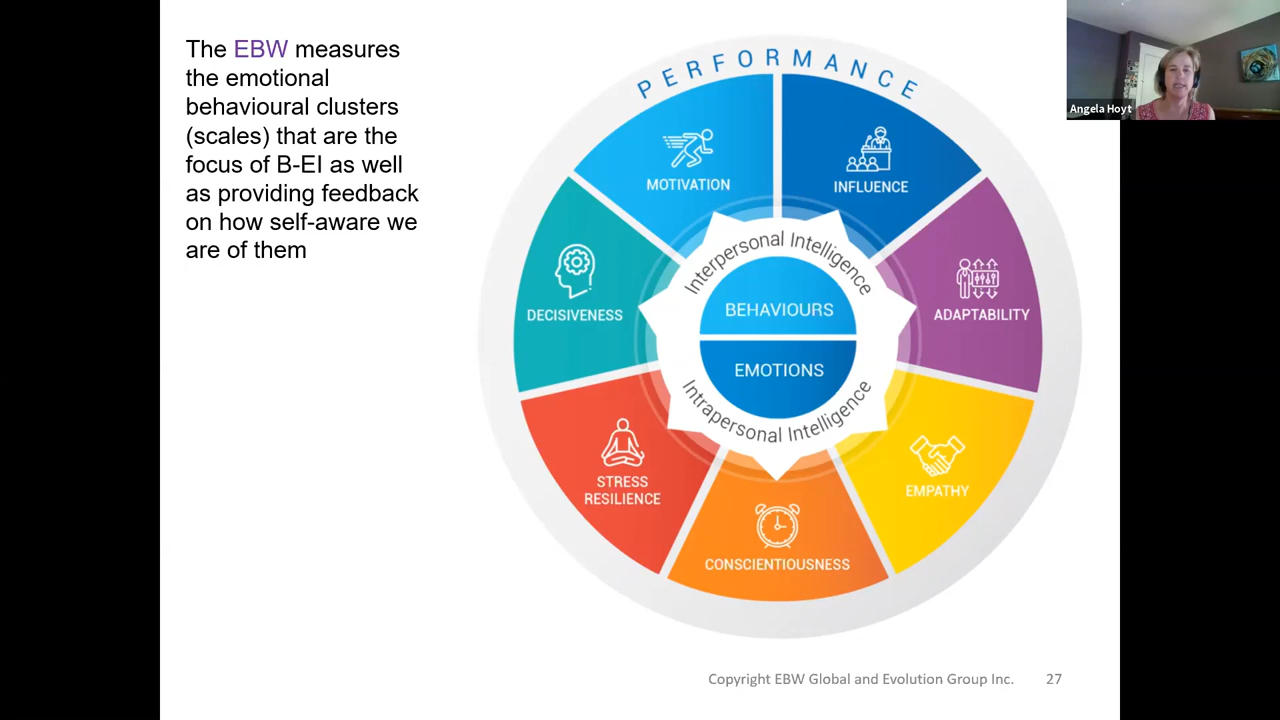 The EBW measures
the emotional
behavioural clusters
(scales) that are the
focus of B-EI as well
as providing feedback
on how self-aware we
are of them
PERFORMANCE
MOTIVATION
INFLUENCE
DECISIVENESS
ADAPTABILITY
Interpersonal Intelligence
BEHAVIOURS
EMOTIONS
Intrapersonal Intelligence
STRESS
RESILIENCE
EMPATHY
CONSCIENTIOUSNESS
Angela Hoyt
Copyright EBW Global and Evolution Group Inc. 27